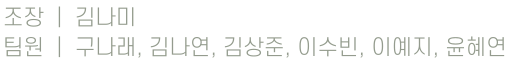 조장 ㅣ 김나미
팀원 ㅣ 구나래, 김나연, 김상준, 이수빈, 이예지, 윤혜연